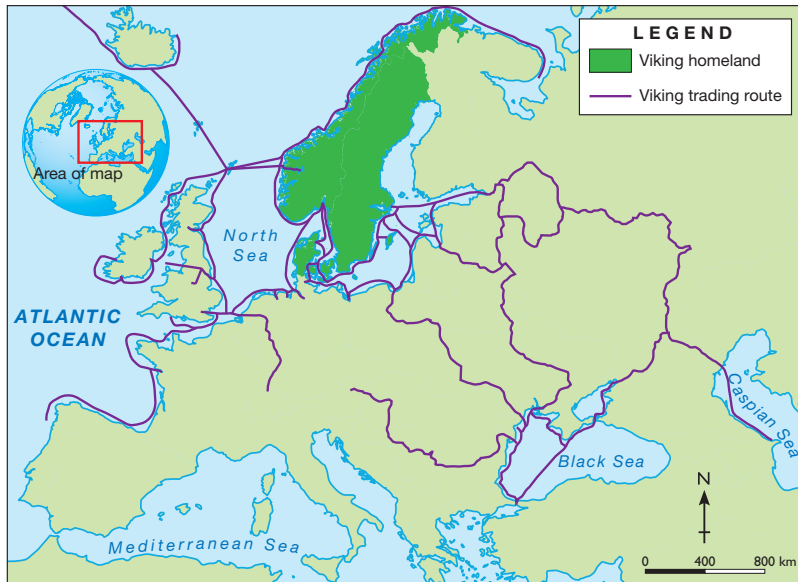 LEGEND
Viking homeland
Viking trading route
Area of map
North
Sea
ATLANTIC
OCEAN
Caspian Sea
Black Sea
Mediterranean Sea
N
0 400 800 km